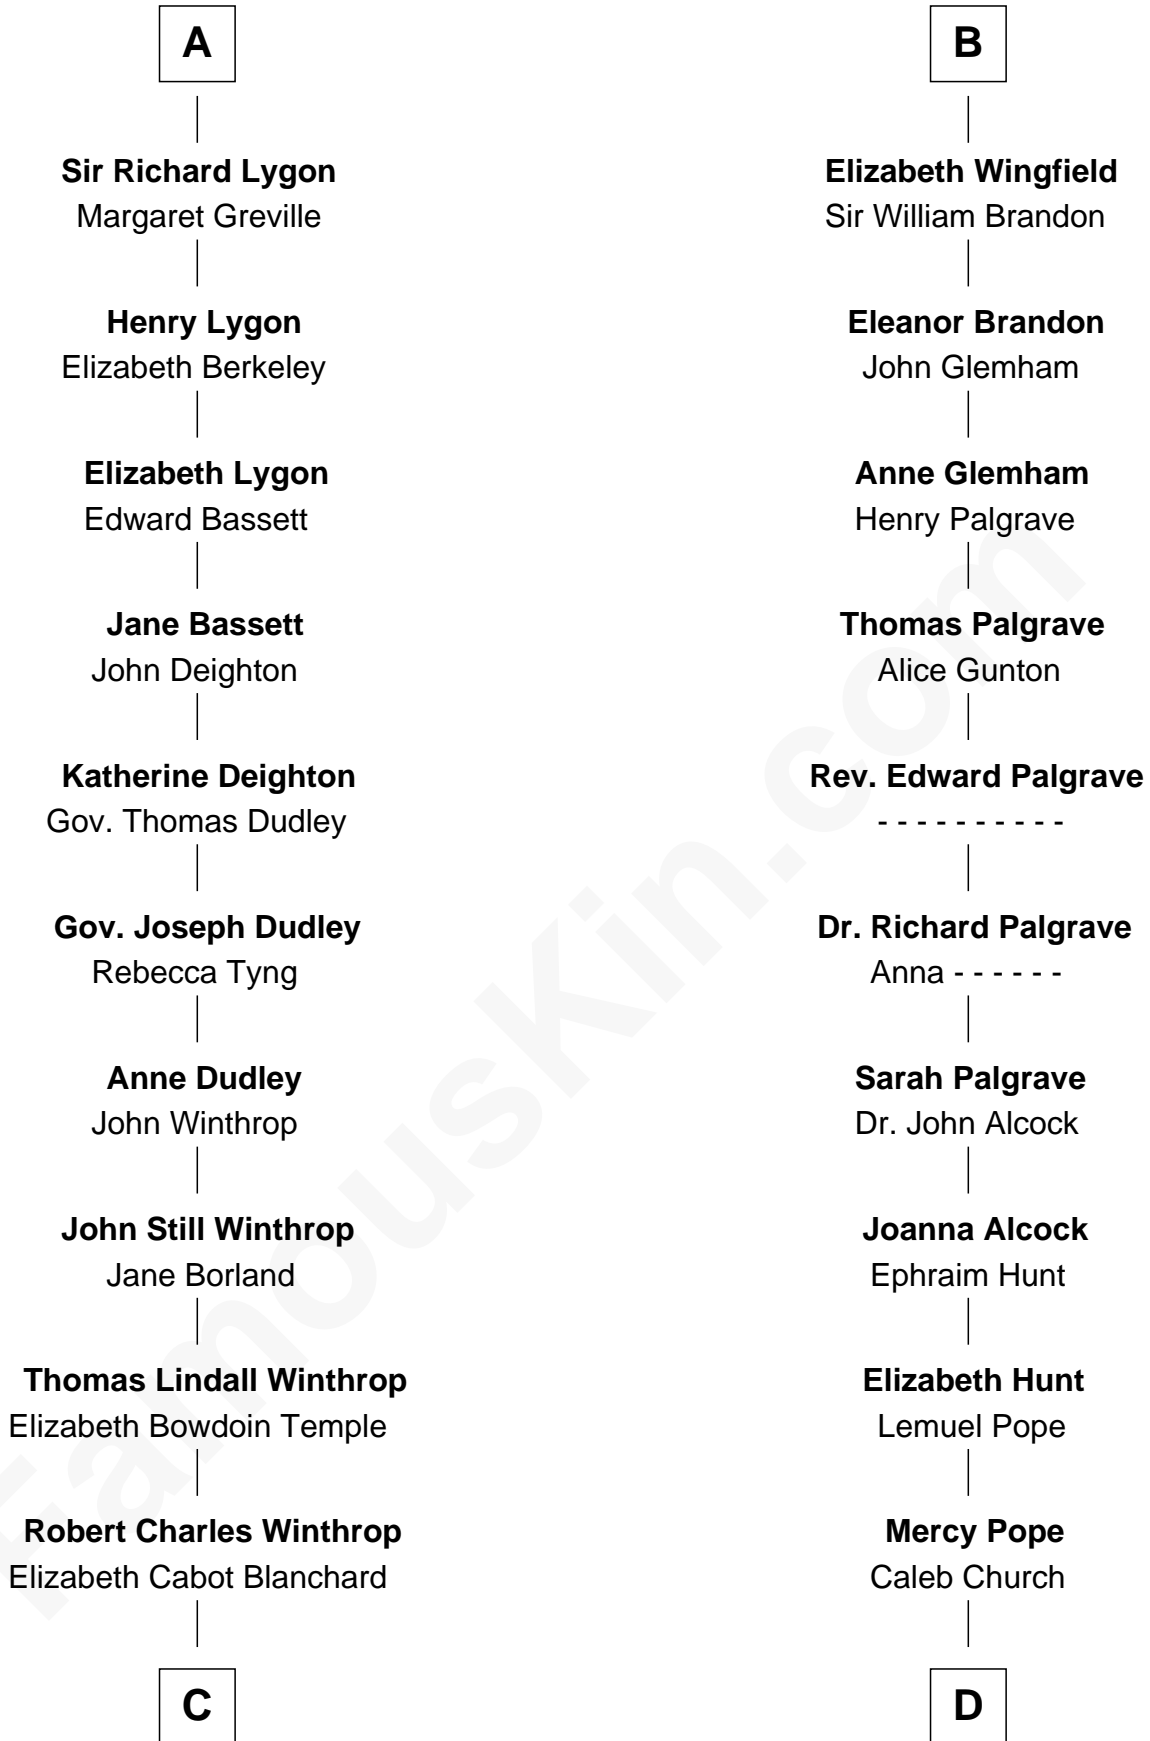 A
Sir Richard Lygon
Margaret Greville
Henry Lygon
Elizabeth Berkeley
Elizabeth Lygon
Edward Bassett
Jane Bassett
John Deighton
Katherine Deighton
Gov. Thomas Dudley
Gov. Joseph Dudley
Rebecca Tyng
Anne Dudley
John Winthrop
John Still Winthrop
Jane Borland
Thomas Lindall Winthrop
Elizabeth Bowdoin Temple
Robert Charles Winthrop
Elizabeth Cabot Blanchard
C
B
Elizabeth Wingfield
Sir William Brandon
Eleanor Brandon
John Glemham
Anne Glemham
Henry Palgrave
Thomas Palgrave
Alice Gunton
Rev. Edward Palgrave
- - - - - - - - - -
Dr. Richard Palgrave
Anna - - - - - -
Sarah Palgrave
Dr. John Alcock
Joanna Alcock
Ephraim Hunt
Elizabeth Hunt
Lemuel Pope
Mercy Pope
Caleb Church
D
FamousKin.com